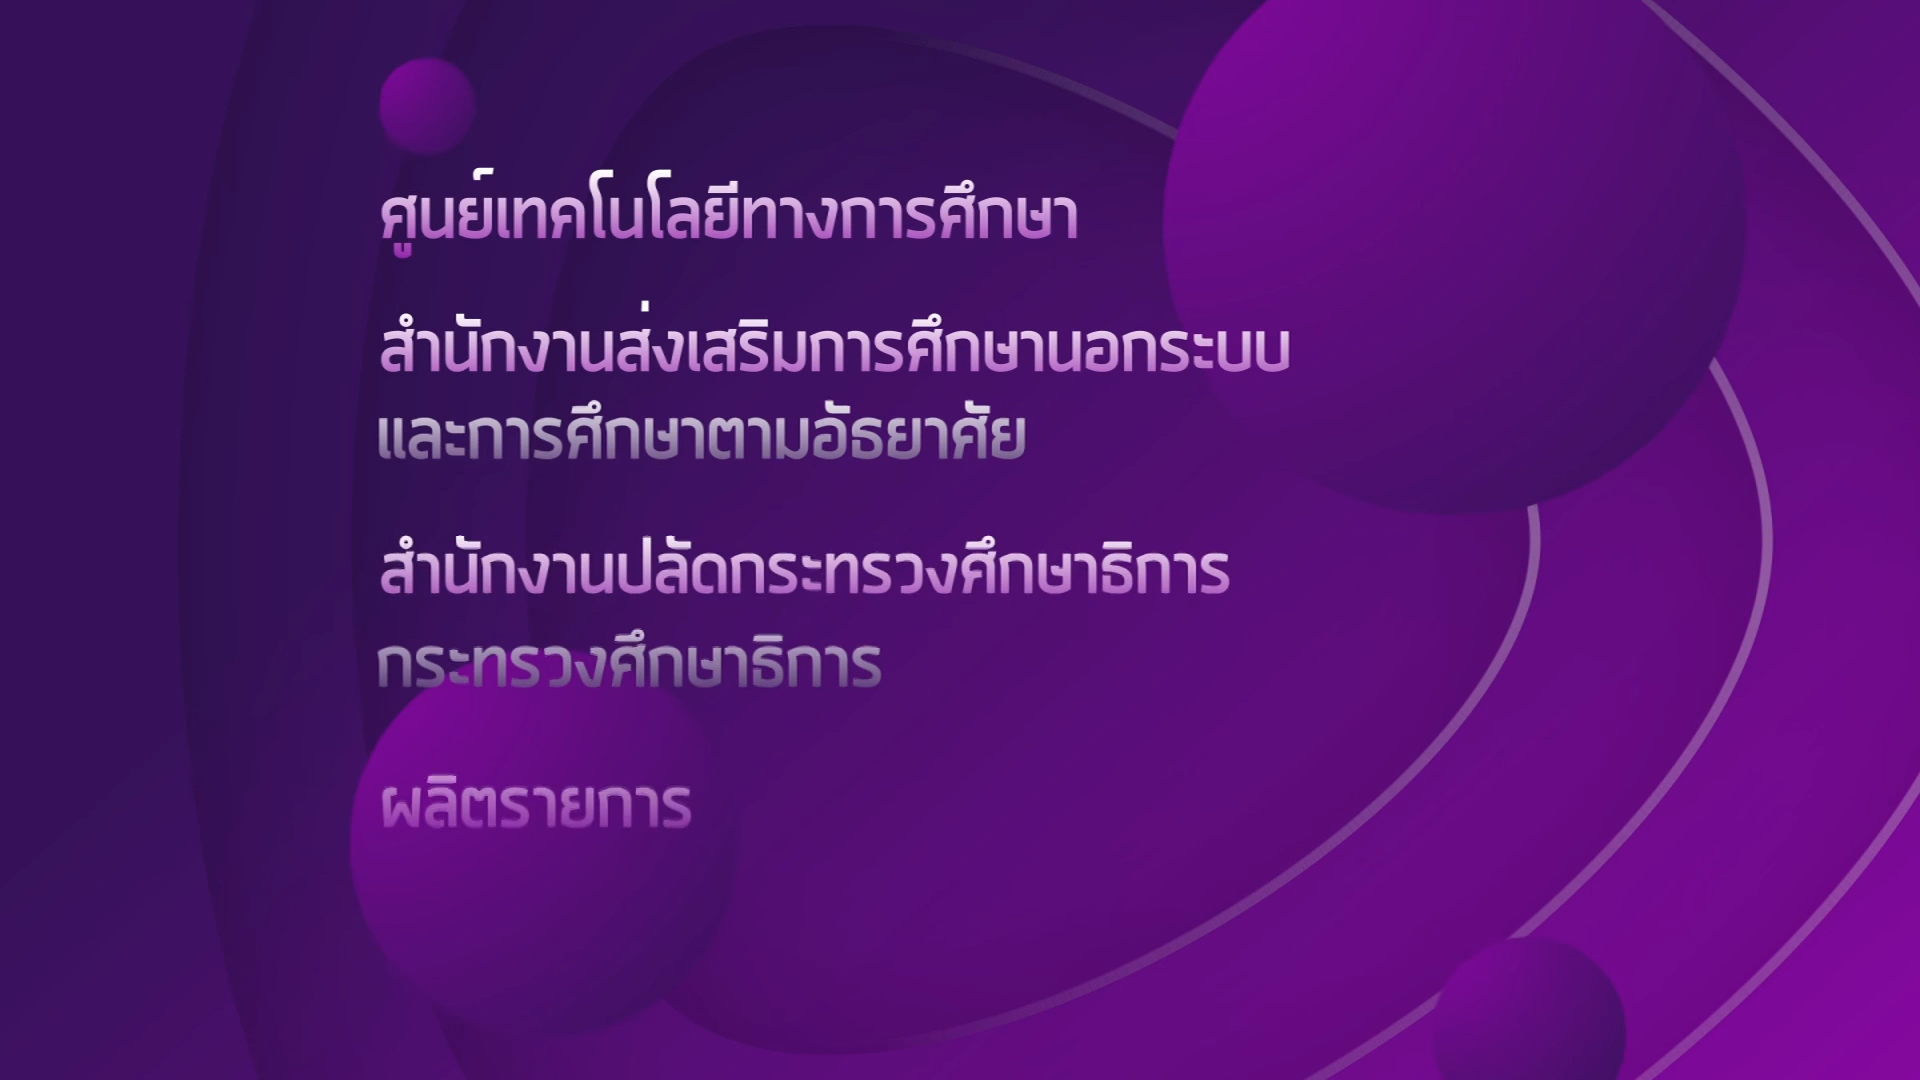 ศูนย์เทคโนโลยีทางการศึกษา
สำนักงานส่งเสริมการศึกษานอกระบบ
และการศึกษาตามอัธยาศัย
สำนักงานปลัดกระทรวงศึกษาธิการ
กระทรวงศึกษาธิการ
ผลิตรายการ